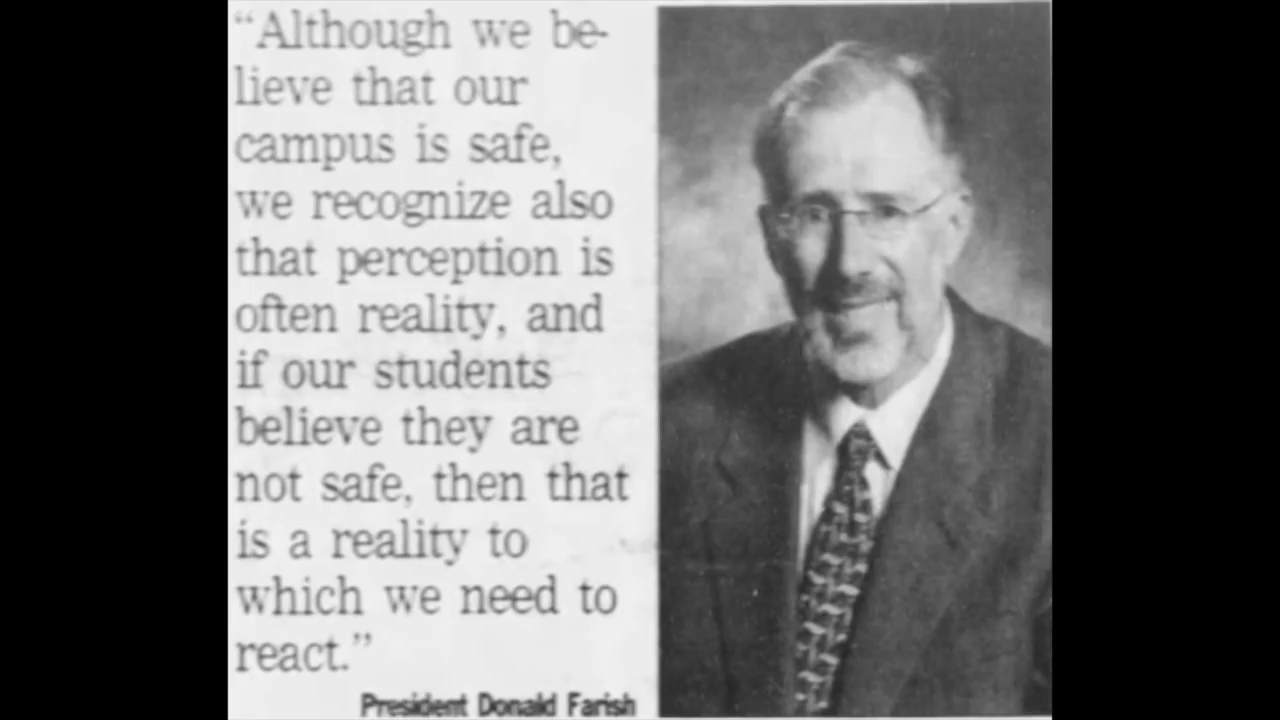 “Although we be-
lieve that our
campus is safe,
we recognize also
that perception is
often reality, and
if our students
believe they are
not safe, then that
is a reality to
which we need to
react.”
President Donald Farish